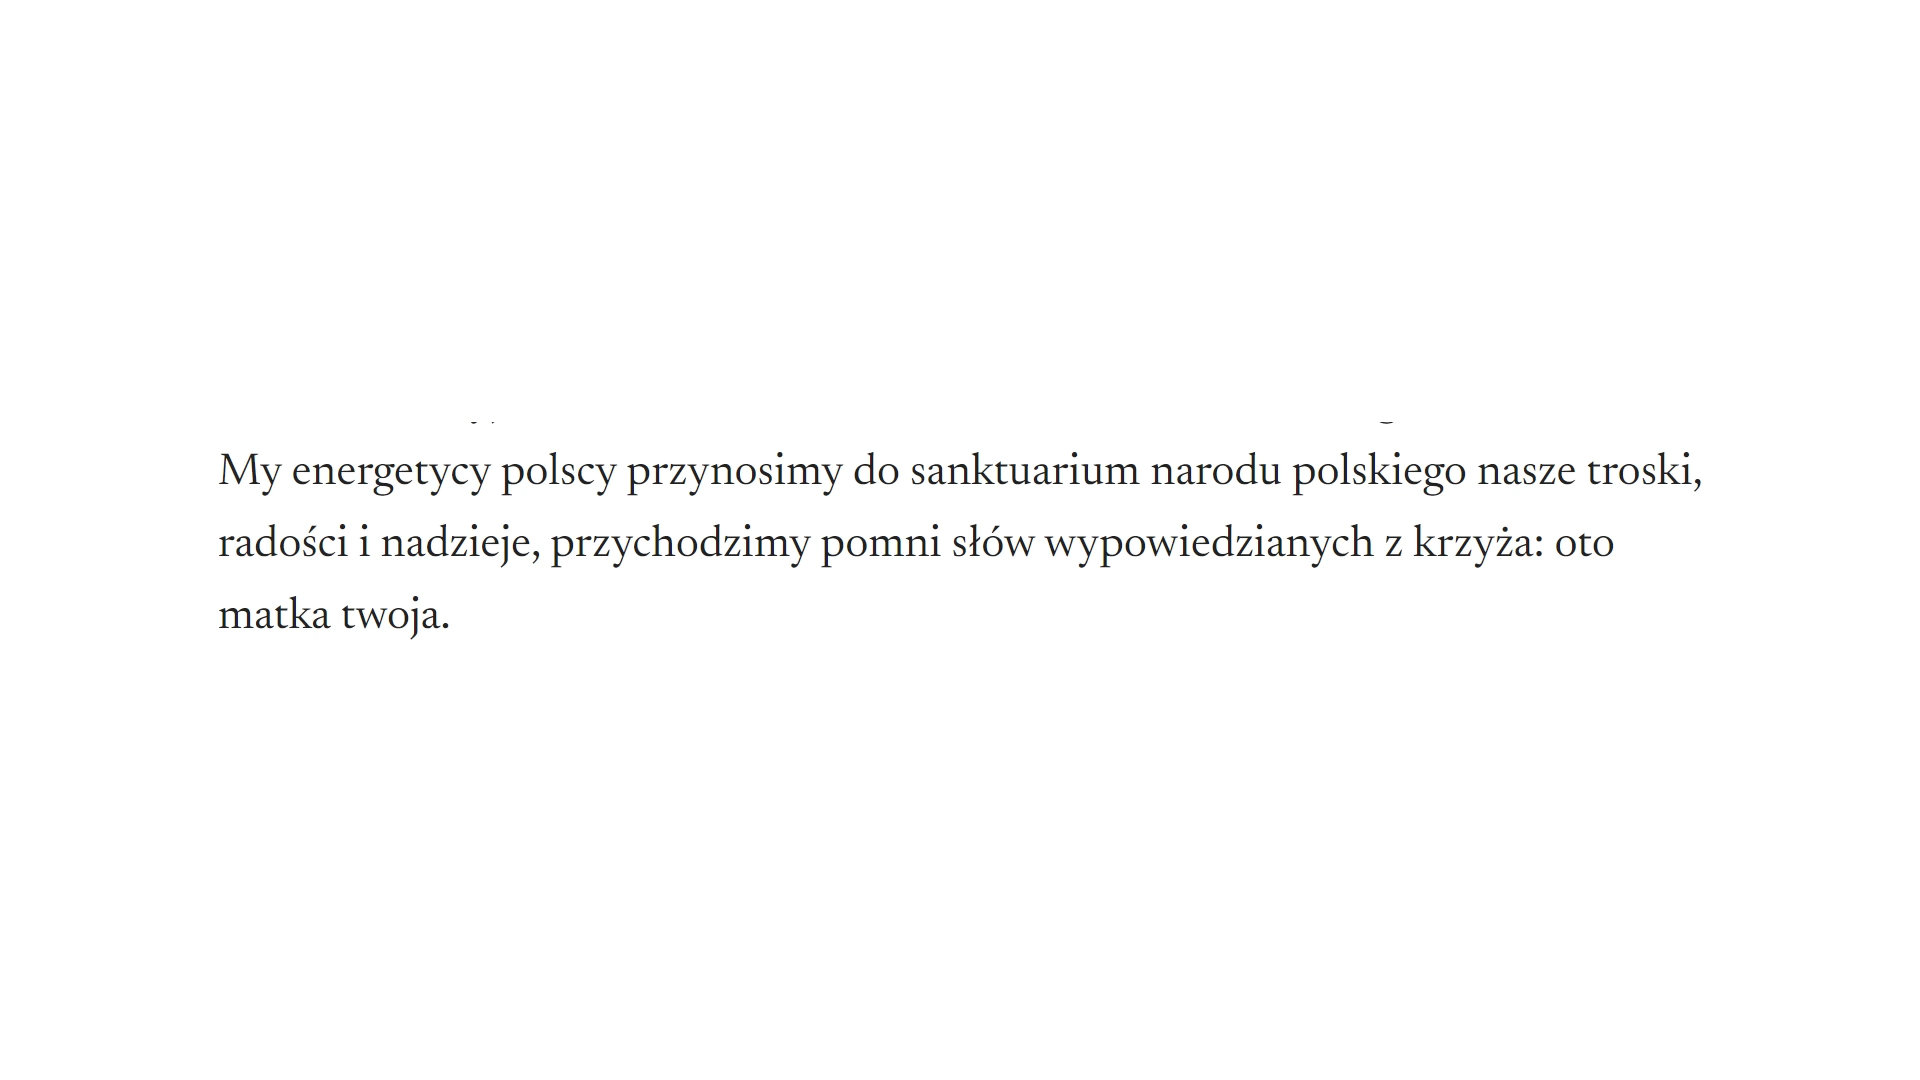 My energetycy polscy przynosimy do sanktuarium narodu polskiego nasze troski,
radości i nadzieje, przychodzimy pomni słów wypowiedzianych z krzyża: oto
matka twoja.